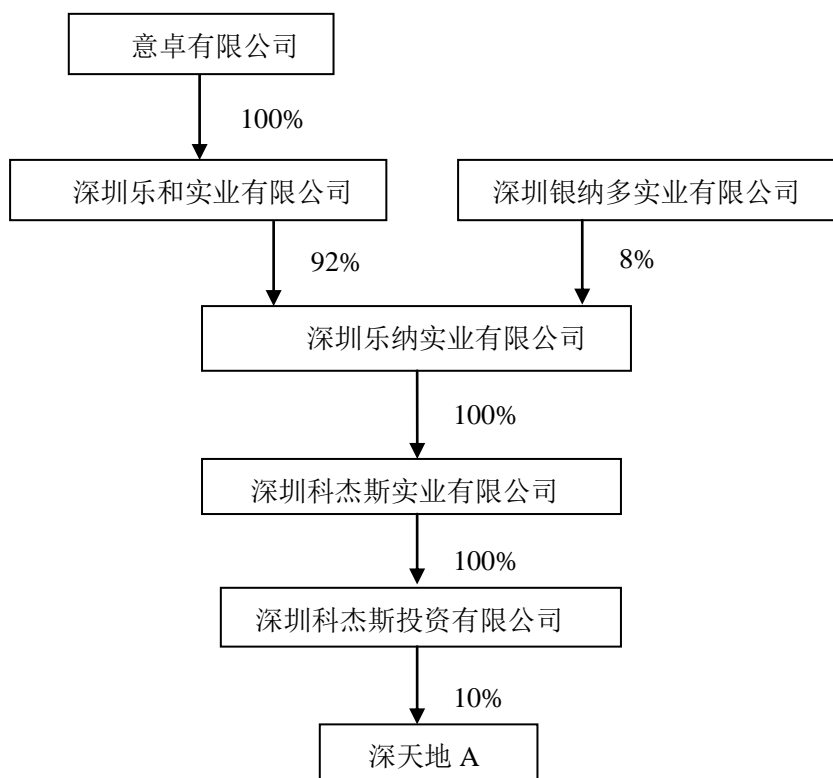 意卓有限公司
100%
深圳乐和实业有限公司
深圳银纳多实业有限公司
92%
8%
深圳乐纳实业有限公司
100%
深圳科杰斯实业有限公司
100%
深圳科杰斯投资有限公司
10%
深天地 A